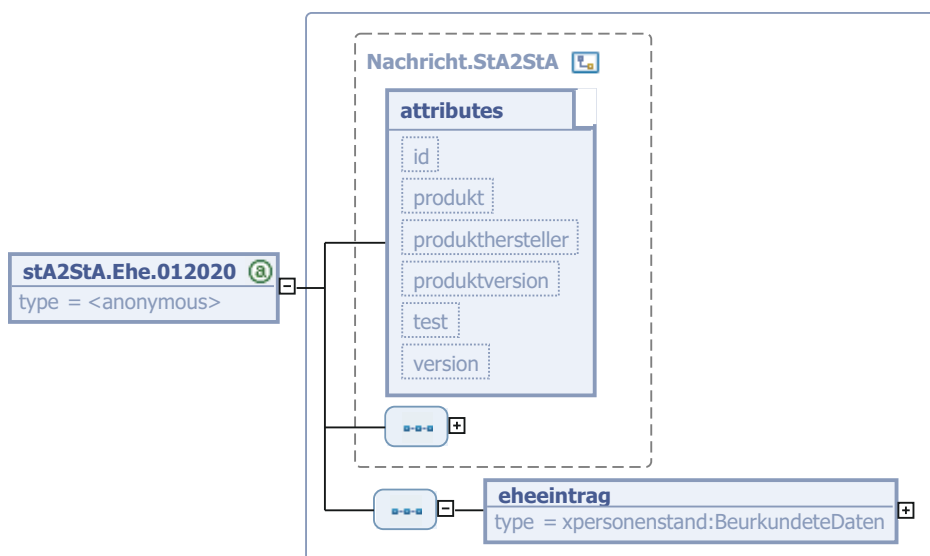 Nachricht.StA2StA
attributes
id
produkt
produkthersteller
produktversion
test
version
stA2StA.Ehe.012020 @
type = <anonymous>
eheeintrag
type = xpersonenstand:BeurkundeteDaten